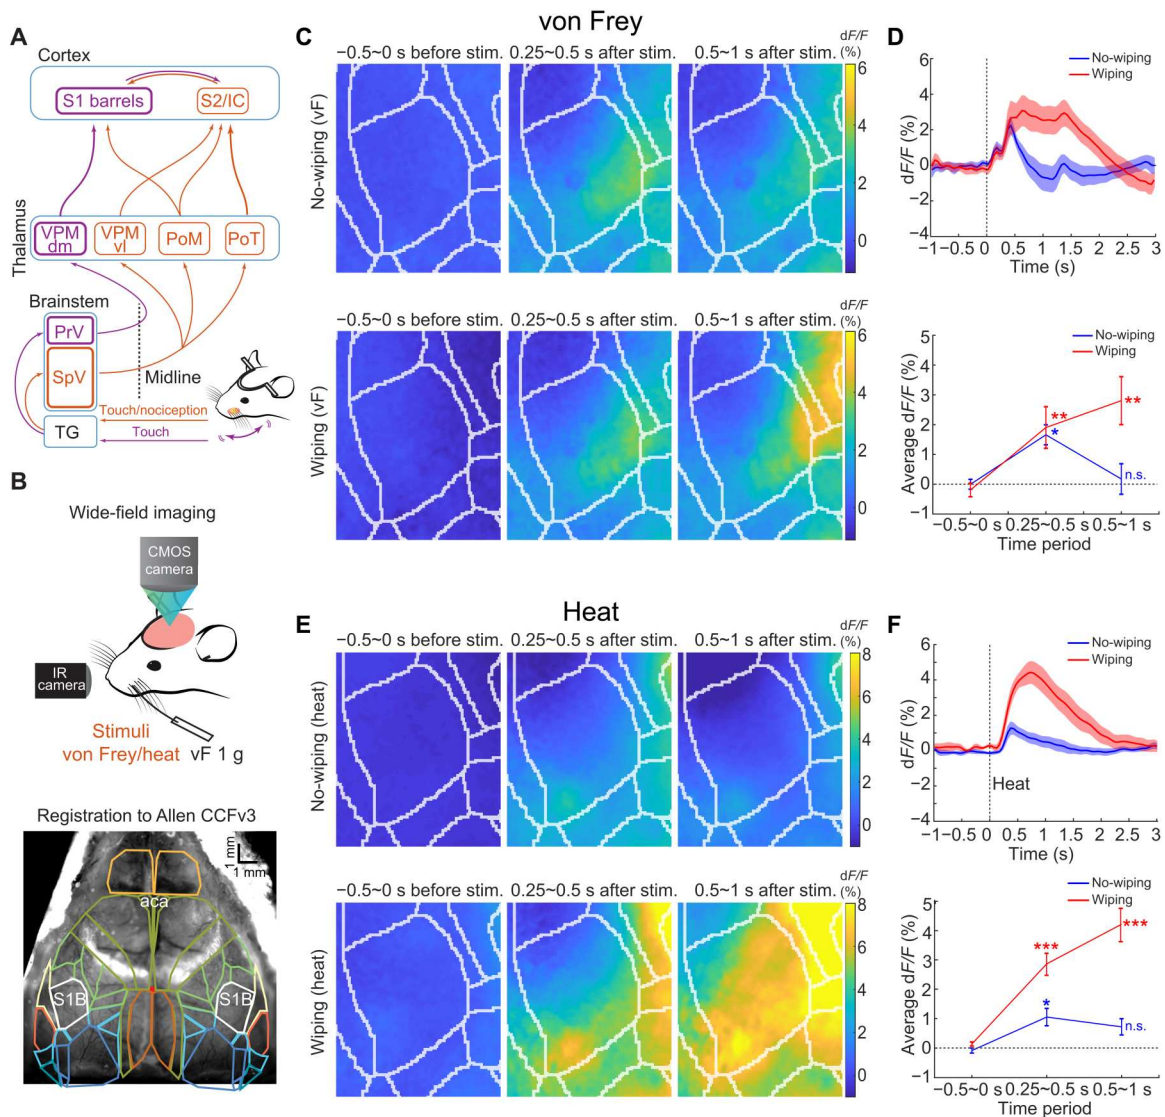 von Frey
A
Cortex
S1 barrels
S2/IC
Thalamus
VPM
dm
VPM
vl
PoM
PoT
Brainstem
PrV
SpV
Midline
TG
Touch/nociception
Touch
B
Wide-field imaging
CMOS
camera
IR
camera
Stimuli
von Frey/heat
vF 1 g
Registration to Allen CCFv3
1 mm
1 mm
aca
S1B
S1B
C
−0.5~0 s before stim.
0.25~0.5 s after stim.
0.5~1 s after stim.
dF/F
(%)
No-wiping (vF)
6
4
2
0
−0.5~0 s before stim.
0.25~0.5 s after stim.
0.5~1 s after stim.
dF/F
(%)
Wiping (vF)
6
4
2
0
D
No-wiping
Wiping
dF/F (%)
6
4
2
0
−2
−4
−1
−0.5
0
0.5
1
1.5
2
2.5
3
Time (s)
No-wiping
Wiping
Average dF/F (%)
5
4
3
2
1
0
−1
**
*
**
n.s.
−0.5~0 s
0.25~0.5 s
0.5~1 s
Time period
Heat
E
−0.5~0 s before stim.
0.25~0.5 s after stim.
0.5~1 s after stim.
dF/F
(%)
No-wiping (heat)
8
6
4
2
0
−0.5~0 s before stim.
0.25~0.5 s after stim.
0.5~1 s after stim.
dF/F
(%)
Wiping (heat)
8
6
4
2
0
F
No-wiping
Wiping
dF/F (%)
6
4
2
0
−2
−4
Heat
−1
−0.5
0
0.5
1
1.5
2
2.5
3
Time (s)
No-wiping
Wiping
Average dF/F (%)
5
4
3
2
1
0
−1
***
*
***
n.s.
−0.5~0 s
0.25~0.5 s
0.5~1 s
Time period